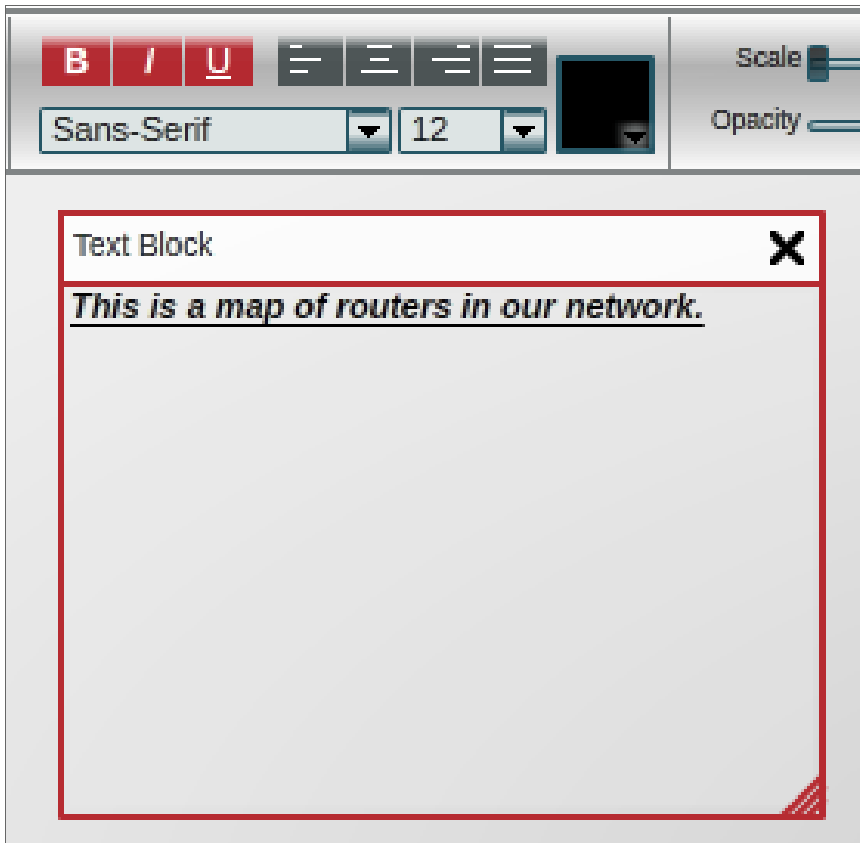 B I U
Scale
Sans-Serif 12
Opacity
Text Block
This is a map of routers in our network.